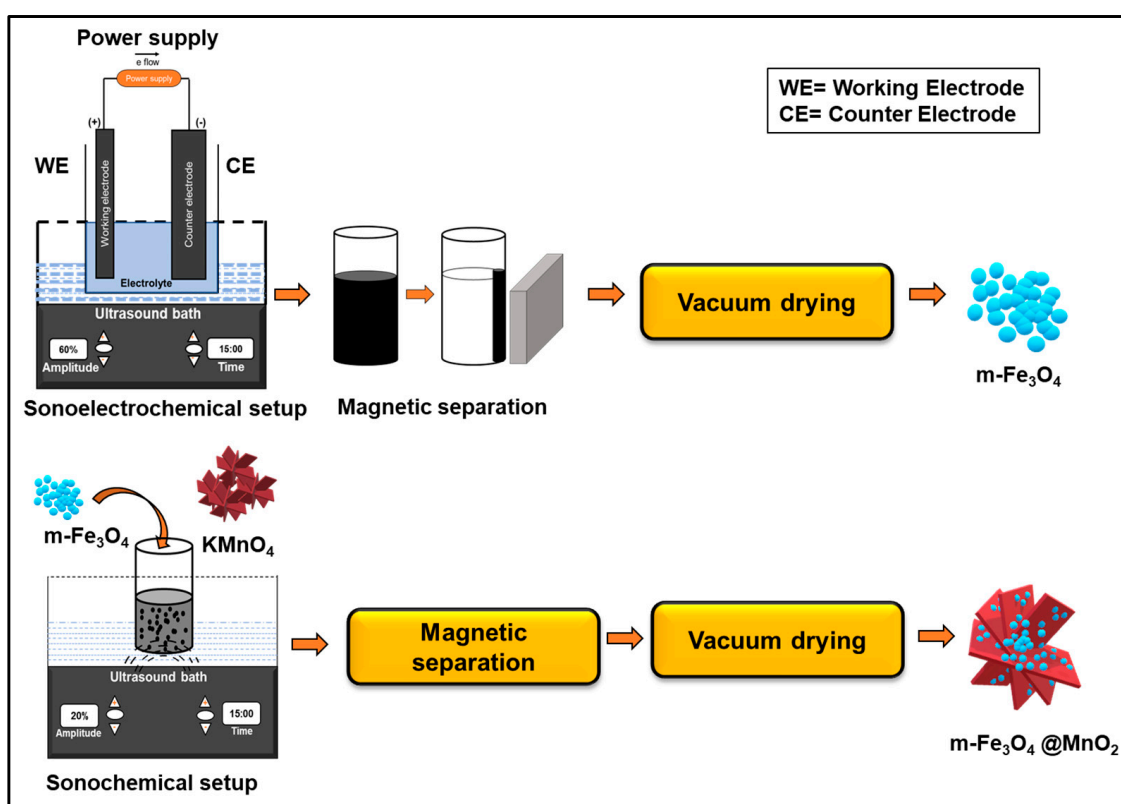 Power supply
e flow
Power supply
(+)
(-)
WE
CE
Working electrode
Counter electrode
Electrolyte
Ultrasound bath
60%
Amplitude
15:00
Time
Sonoelectrochemical setup
Magnetic separation
Vacuum drying
m-Fe₃O₄
WE= Working Electrode
CE= Counter Electrode
m-Fe₃O₄
KMnO₄
Ultrasound bath
20%
Amplitude
15:00
Time
Sonochemical setup
Magnetic
separation
Vacuum drying
m-Fe₃O₄ @MnO₂